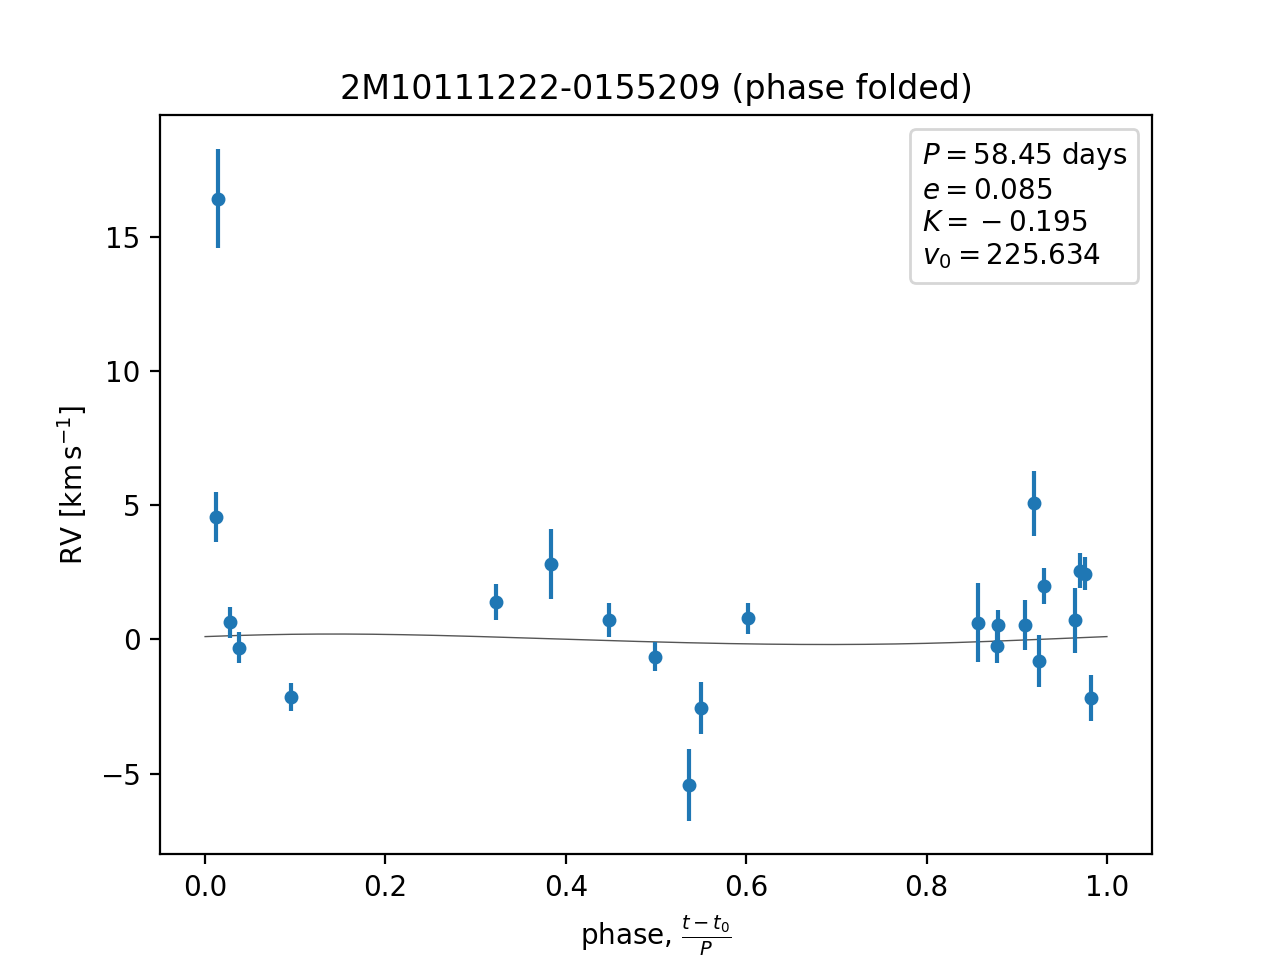 2M10111222-0155209 (phase folded)
P = 58.45 days
e = 0.085
K = −0.195
v₀ = 225.634
15
10
5
0
−5
RV [km s⁻¹]
0.0 0.2 0.4 0.6 0.8 1.0
phase, (t − t₀)/P